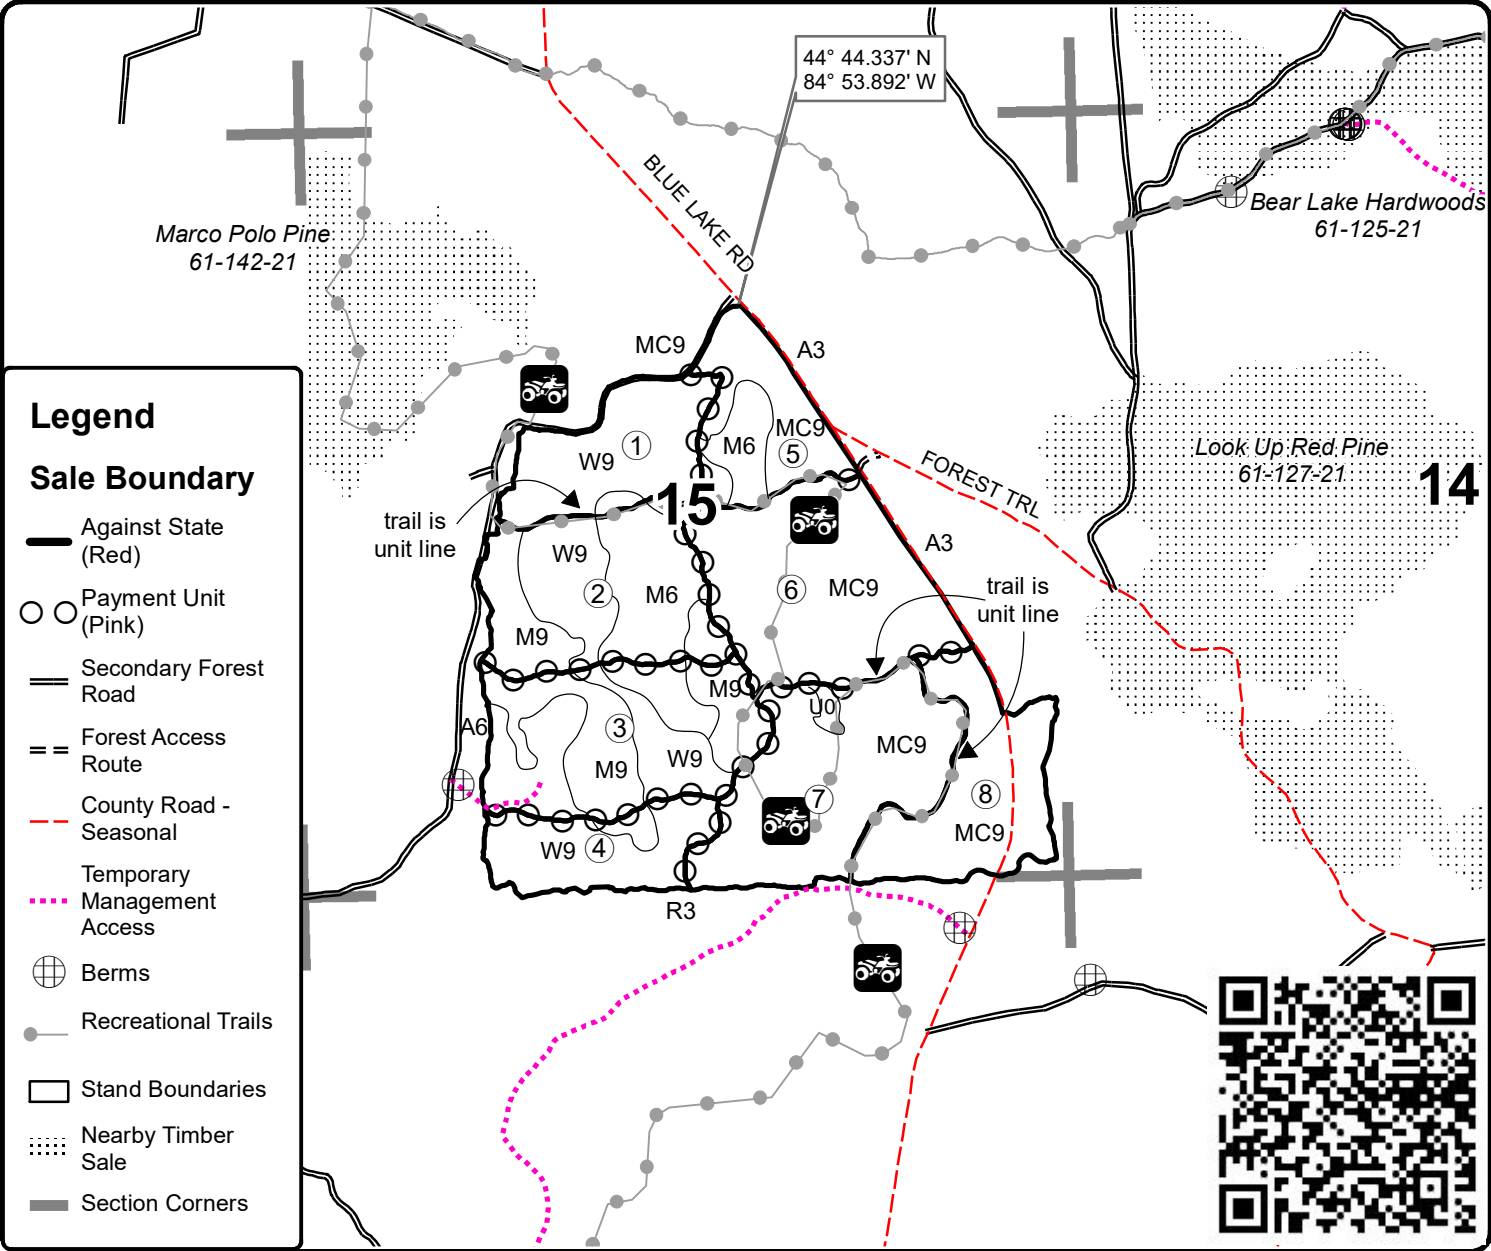 44° 44.337' N
84° 53.892' W
BLUE LAKE RD
Bear Lake Hardwoods
61-125-21
Marco Polo Pine
61-142-21
MC9
A3
MC9
M6
5
1
W9
Look Up Red Pine
61-127-21
14
FOREST TRL
15
trail is
unit line
W9
A3
2
M6
6
MC9
trail is
unit line
M9
M9
U0
A6
3
MC9
W9
M9
7
8
MC9
W9
4
R3
Legend
Sale Boundary
Against State
(Red)
Payment Unit
(Pink)
Secondary Forest
Road
Forest Access
Route
County Road -
Seasonal
Temporary
Management
Access
Berms
Recreational Trails
Stand Boundaries
Nearby Timber
Sale
Section Corners